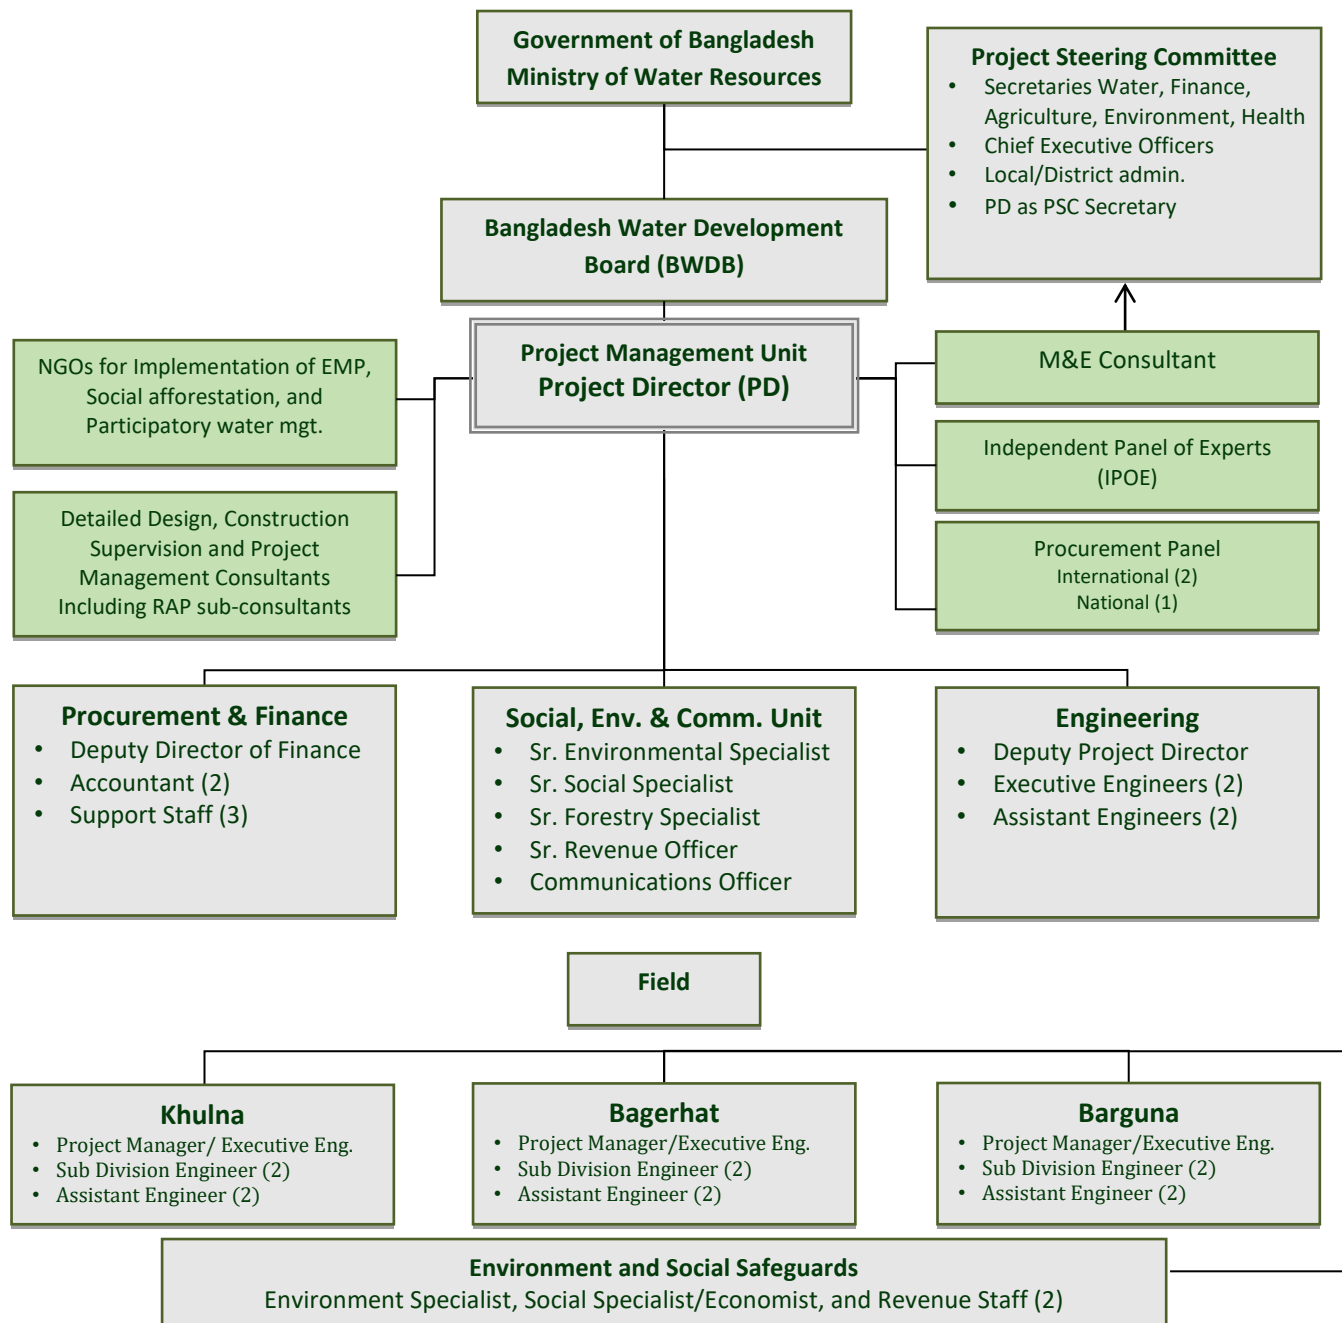 Government of Bangladesh
Ministry of Water Resources
Project Steering Committee
• Secretaries Water, Finance,
Agriculture, Environment, Health
• Chief Executive Officers
• Local/District admin.
• PD as PSC Secretary
Bangladesh Water Development
Board (BWDB)
Project Management Unit
Project Director (PD)
NGOs for Implementation of EMP,
Social afforestation, and
Participatory water mgt.
M&E Consultant
Independent Panel of Experts
(IPOE)
Detailed Design, Construction
Supervision and Project
Management Consultants
Including RAP sub-consultants
Procurement Panel
International (2)
National (1)
Procurement & Finance
• Deputy Director of Finance
• Accountant (2)
• Support Staff (3)
Social, Env. & Comm. Unit
• Sr. Environmental Specialist
• Sr. Social Specialist
• Sr. Forestry Specialist
• Sr. Revenue Officer
• Communications Officer
Engineering
• Deputy Project Director
• Executive Engineers (2)
• Assistant Engineers (2)
Field
Khulna
• Project Manager/ Executive Eng.
• Sub Division Engineer (2)
• Assistant Engineer (2)
Bagerhat
• Project Manager/Executive Eng.
• Sub Division Engineer (2)
• Assistant Engineer (2)
Barguna
• Project Manager/Executive Eng.
• Sub Division Engineer (2)
• Assistant Engineer (2)
Environment and Social Safeguards
Environment Specialist, Social Specialist/Economist, and Revenue Staff (2)